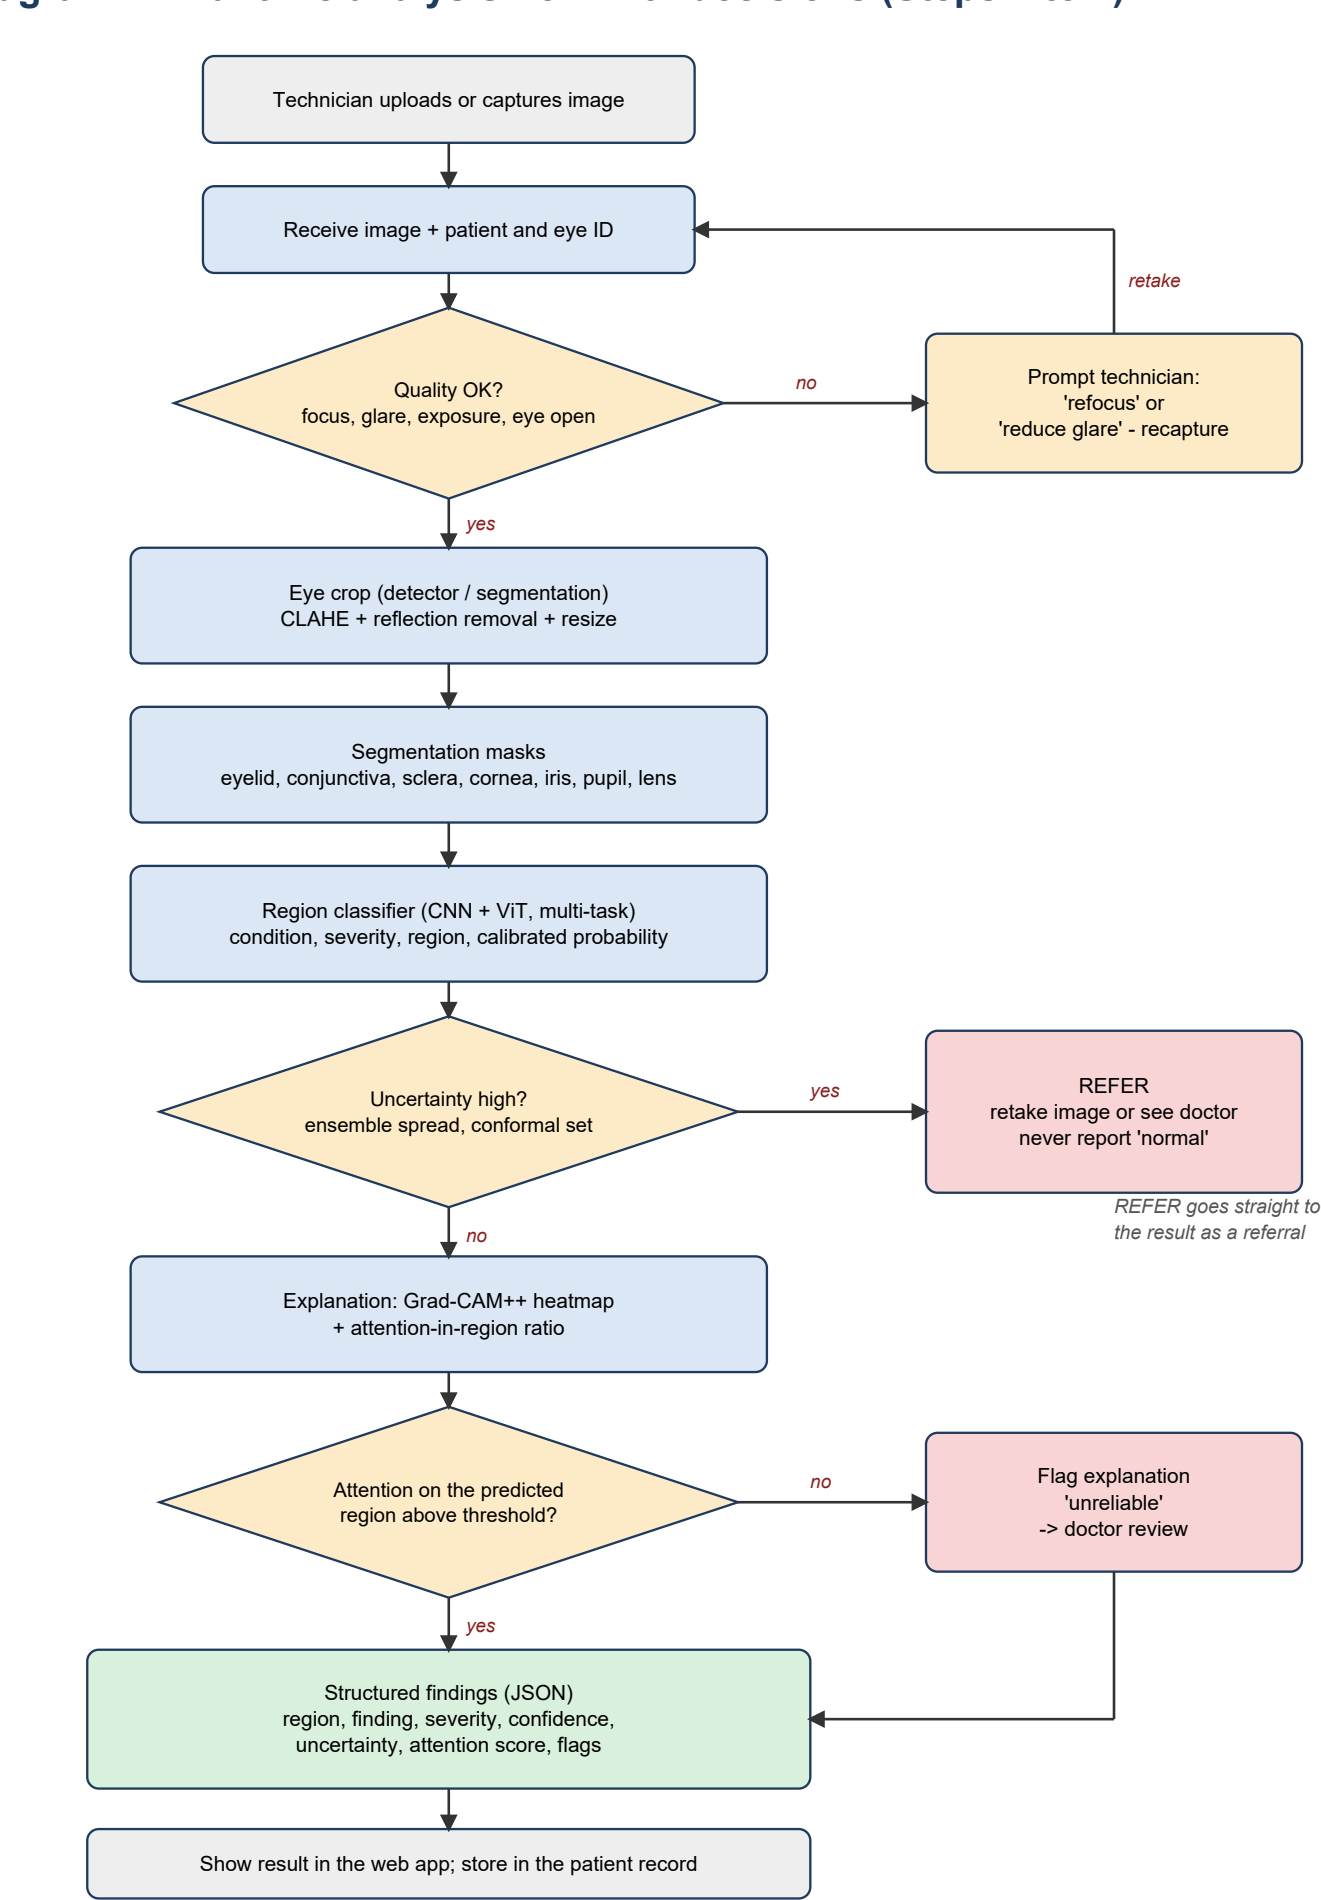 (Steps
Technician uploads or captures image
Receive image + patient and eye ID
retake
Quality OK?
focus, glare, exposure, eye open
no
Prompt technician:
'refocus' or
'reduce glare' - recapture
yes
Eye crop (detector / segmentation)
CLAHE + reflection removal + resize
Segmentation masks
eyelid, conjunctiva, sclera, cornea, iris, pupil, lens
Region classifier (CNN + ViT, multi-task)
condition, severity, region, calibrated probability
Uncertainty high?
ensemble spread, conformal set
yes
REFER
retake image or see doctor
never report 'normal'
REFER goes straight to
the result as a referral
no
Explanation: Grad-CAM++ heatmap
+ attention-in-region ratio
Attention on the predicted
region above threshold?
no
Flag explanation
'unreliable'
-> doctor review
yes
Structured findings (JSON)
region, finding, severity, confidence,
uncertainty, attention score, flags
Show result in the web app; store in the patient record